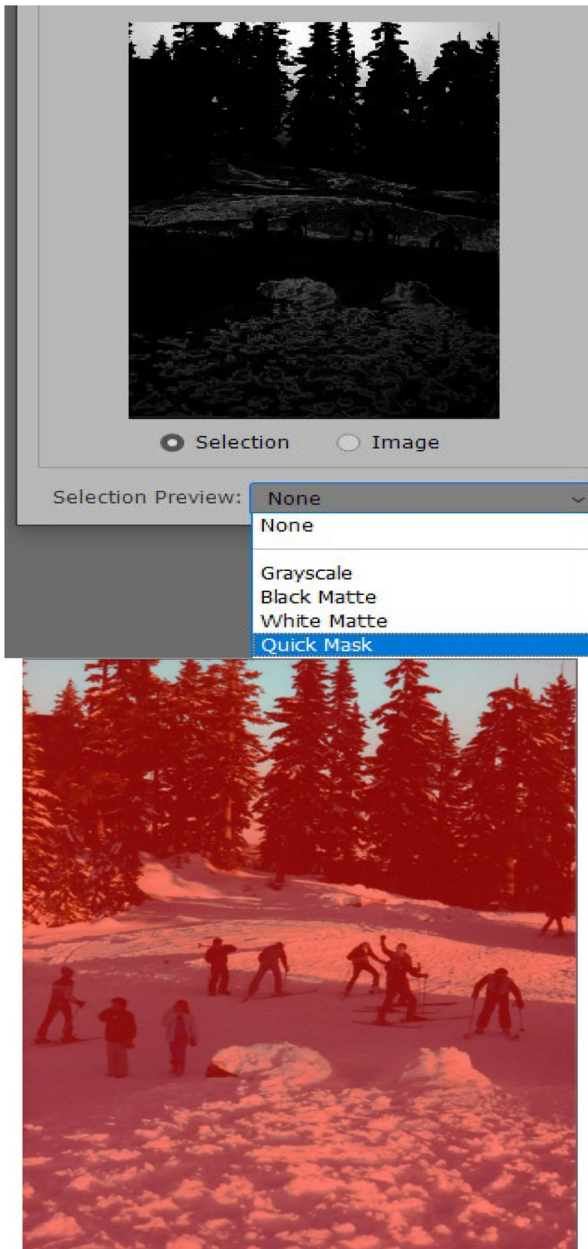 Selection Image
Selection Preview: None
None
Grayscale
Black Matte
White Matte
Quick Mask